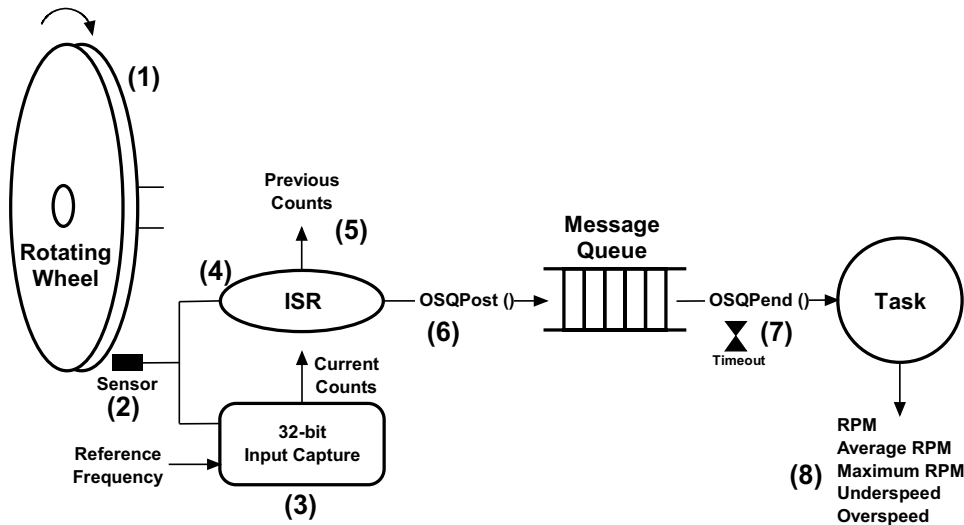 (1)
Rotating
Wheel
Sensor
(2)
Reference
Frequency
32-bit
Input Capture
(3)
Current
Counts
(4)
ISR
Previous
Counts
(5)
OSQPost ()
(6)
Message
Queue
OSQPend ()
(7)
Timeout
Task
(8)
RPM
Average RPM
Maximum RPM
Underspeed
Overspeed